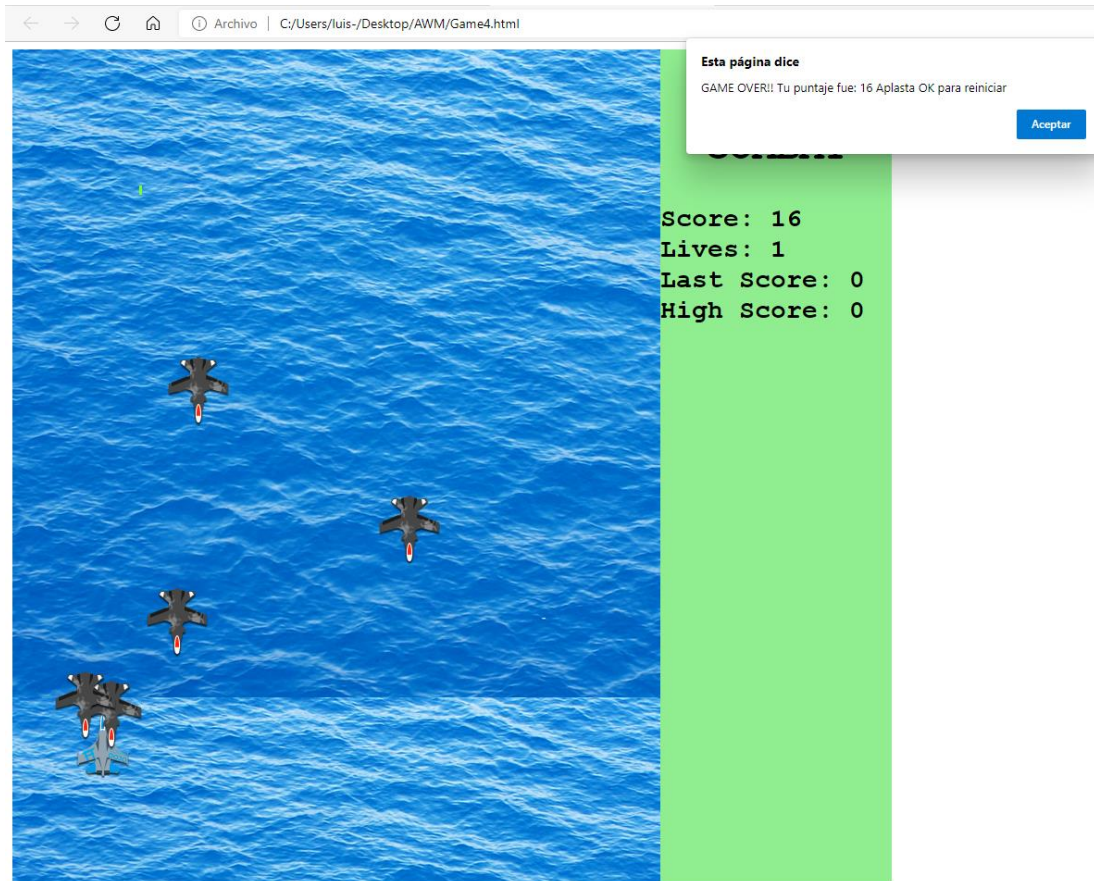 Archivo
C:/Users/luis-/Desktop/AWM/Game4.html
Esta página dice
GAME OVER!! Tu puntaje fue: 16 Aplasta OK para reiniciar
Aceptar
Score: 16
Lives: 1
Last Score: 0
High Score: 0